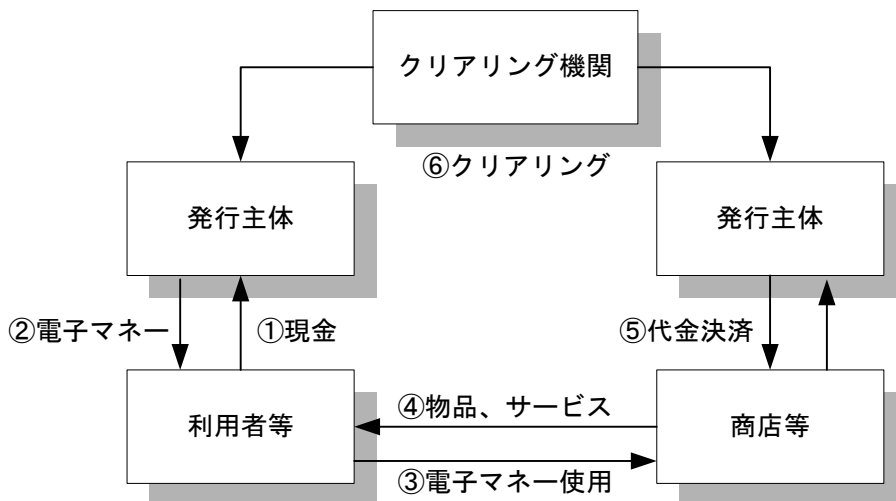 クリアリング機関
⑥クリアリング
発行主体
発行主体
②電子マネー
①現金
⑤代金決済
利用者等
④物品、サービス
商店等
③電子マネー使用